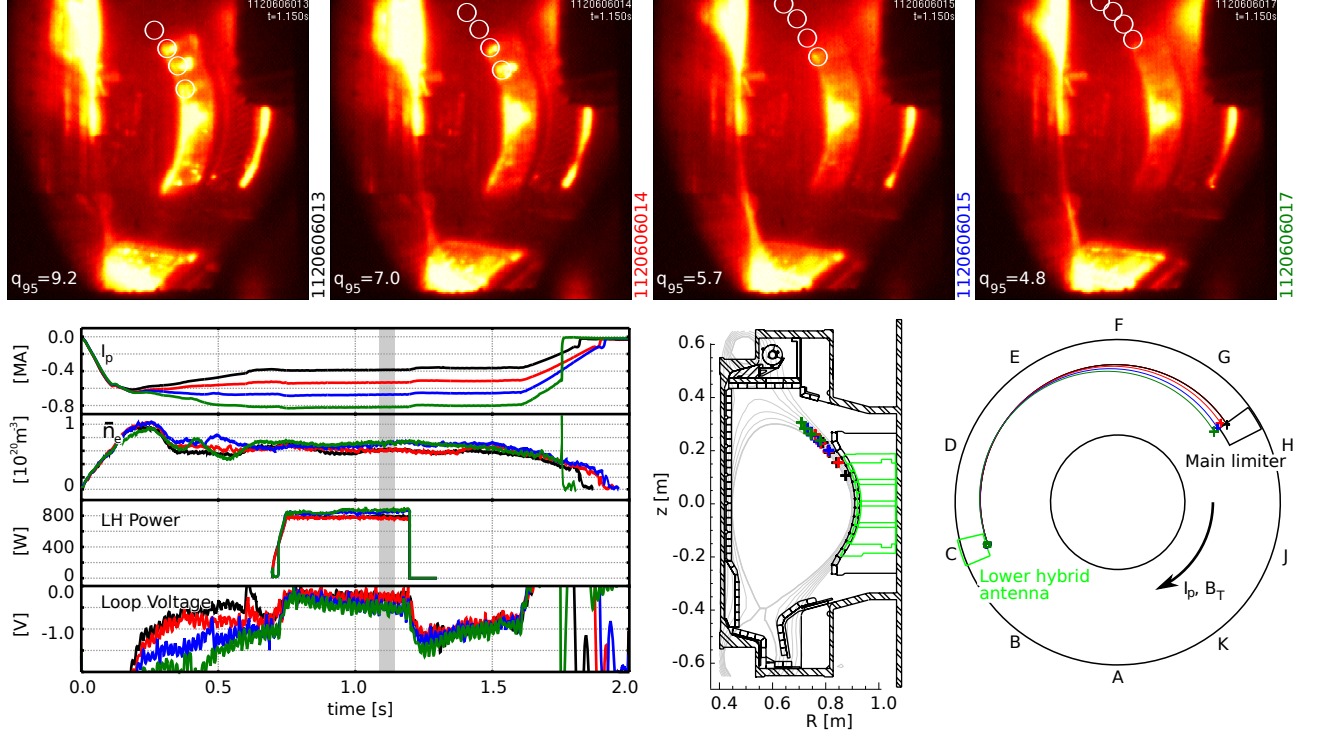 1120606013
t=1.150s
q95=9.2
1120606013
1120606014
t=1.150s
q95=7.0
1120606014
1120606015
t=1.150s
q95=5.7
1120606015
1120606017
t=1.150s
q95=4.8
1120606017
[MA]
0.0
-0.4
-0.8
Ip
[10²⁰m³]
1
0
n̄e
[W]
800
400
0
LH Power
[V]
0.0
-1.0
Loop Voltage
0.0
0.5
1.0
1.5
2.0
time [s]
z [m]
0.6
0.4
0.2
0.0
-0.2
-0.4
-0.6
0.4
0.6
0.8
1.0
R [m]
F
E
G
D
H
Main limiter
C
J
Lower hybrid
antenna
Ip, BT
B
K
A